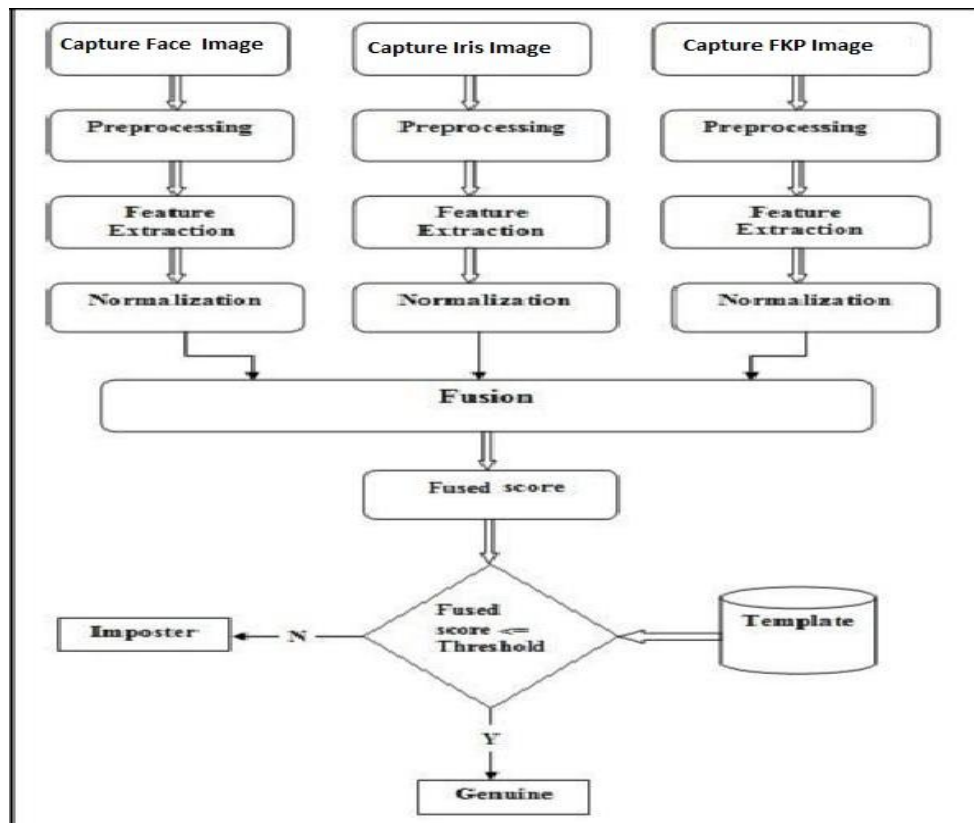 Capture Face Image
Capture Iris Image
Capture FKP Image
Preprocessing
Preprocessing
Preprocessing
Feature
Extraction
Feature
Extraction
Feature
Extraction
Normalization
Normalization
Normalization
Fusion
Fused score
Fused
score <=
Threshold
Template
Imposter
N
Y
Genuine